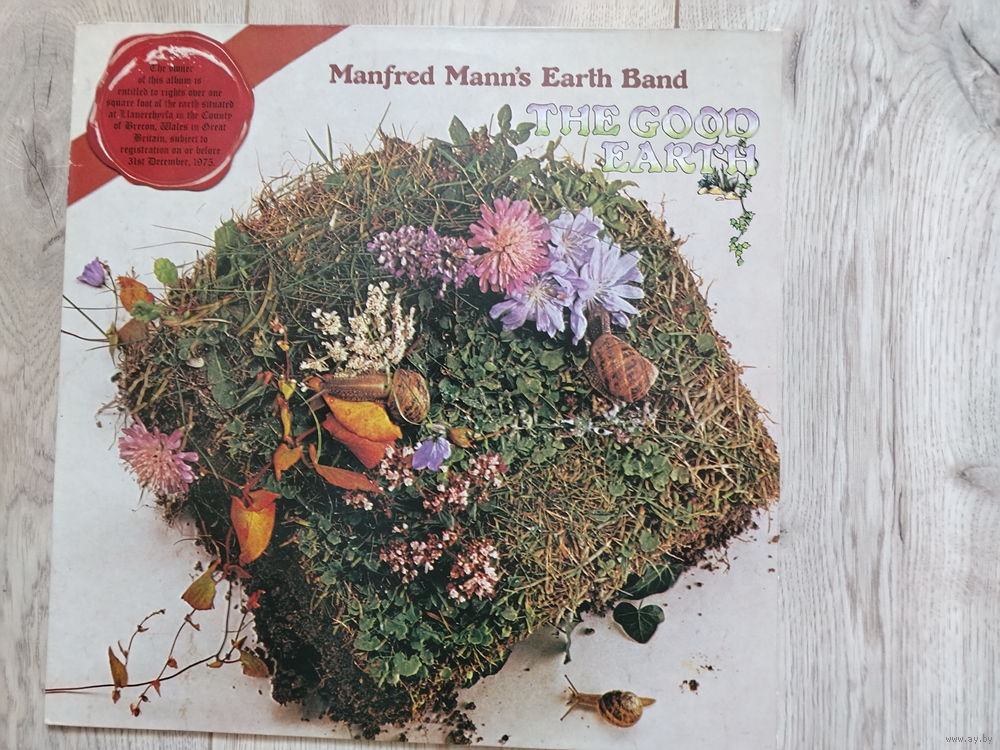 The owner
of this album is
entitled to rights over one
square foot of the earth situated
at Llanerchyrfa in the County
of Brecon, Wales in Great
Britain, subject to
registration on or before
31st December, 1975.
Manfred Mann's Earth Band
THE GOOD
EARTH
www.ay.by